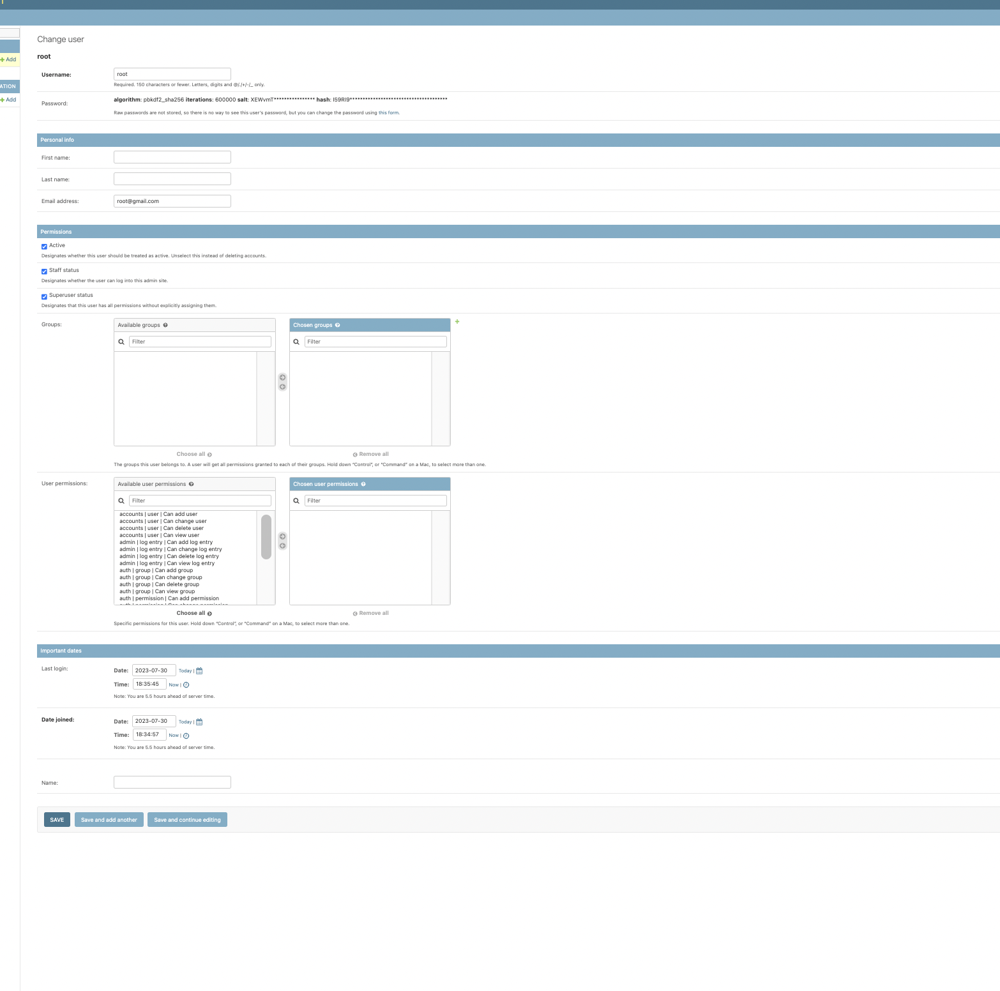 Change user
root
+ Add
Username: root
Required. 150 characters or fewer. Letters, digits and @/./+/-/_ only.
ATION
+ Add
Password: algorithm: pbkdf2_sha256 iterations: 600000 salt: XEWvmT**************** hash: 
Raw passwords are not stored, so there is no way to see this user's password, but you can change the password using this form.
Personal info
First name:
Last name:
Email address: root@gmail.com
Permissions
Active
Designates whether this user should be treated as active. Unselect this instead of deleting accounts.
Staff status
Designates whether the user can log into this admin site.
Superuser status
Designates that this user has all permissions without explicitly assigning them.
Groups: Available groups ? Chosen groups ? +
Filter Filter
Choose all Remove all
The groups this user belongs to. A user will get all permissions granted to each of their groups. Hold down “Control”, or “Command” on a Mac, to select more than one.
User permissions: Available user permissions ? Chosen user permissions ?
Filter Filter
accounts | user | Can add user
accounts | user | Can change user
accounts | user | Can delete user
accounts | user | Can view user
admin | log entry | Can add log entry
admin | log entry | Can change log entry
admin | log entry | Can delete log entry
admin | log entry | Can view log entry
auth | group | Can add group
auth | group | Can change group
auth | group | Can delete group
auth | group | Can view group
auth | permission | Can add permission
auth | permission | Can change permission
Choose all Remove all
Specific permissions for this user. Hold down “Control”, or “Command” on a Mac, to select more than one.
Important dates
Last login: Date: 2023-07-30 Today |
Time: 18:35:45 Now |
Note: You are 5.5 hours ahead of server time.
Date joined: Date: 2023-07-30 Today |
Time: 18:34:57 Now |
Note: You are 5.5 hours ahead of server time.
Name:
SAVE Save and add another Save and continue editing